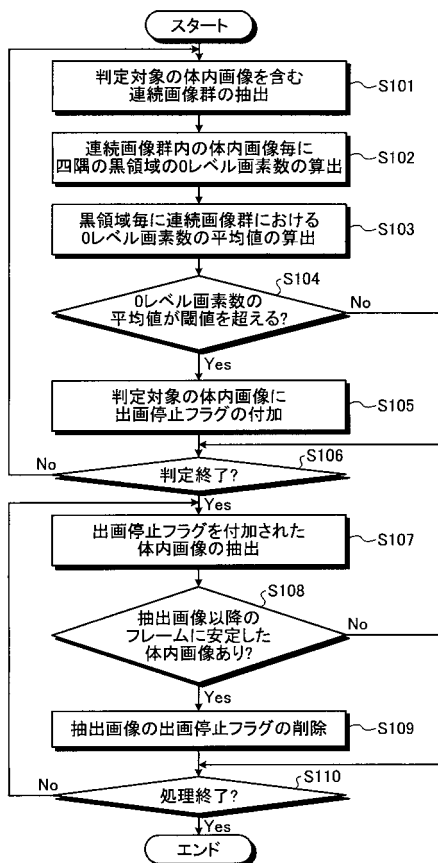 スタート
判定対象の体内画像を含む
連続画像群の抽出
S101
連続画像群内の体内画像毎に
四隅の黒領域の0レベル画素数の算出
S102
黒領域毎に連続画像群における
0レベル画素数の平均値の算出
S103
S104
0レベル画素数の
平均値が閾値を超える?
No
Yes
判定対象の体内画像に
出画停止フラグの付加
S105
S106
No
判定終了?
Yes
出画停止フラグを付加された
体内画像の抽出
S107
S108
抽出画像以降の
フレームに安定した
体内画像あり?
No
Yes
抽出画像の出画停止フラグの削除
S109
S110
No
処理終了?
Yes
エンド